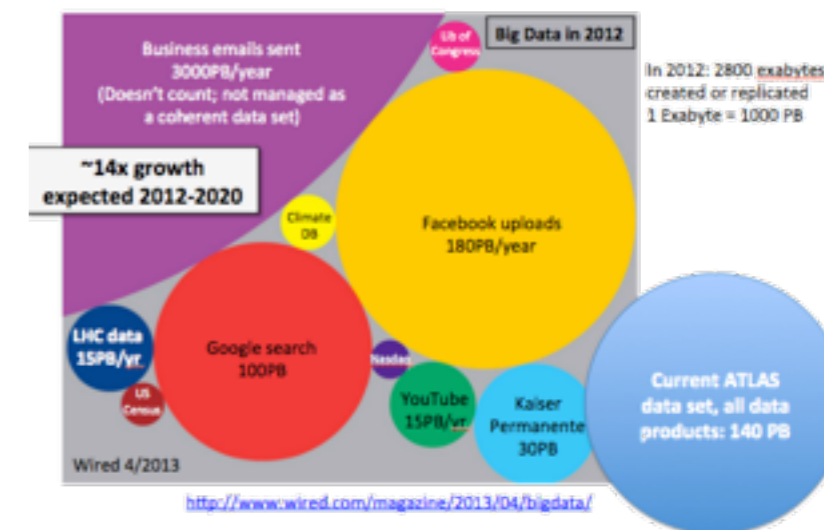 Business emails sent
3000PB/year
(Doesn't count; not managed as
a coherent data set)
Lib of
Congress
Big Data in 2012
In 2012: 2800 exabytes
created or replicated
1 Exabyte = 1000 PB
~14x growth
expected 2012-2020
Climate
DB
Facebook uploads
180PB/year
LHC data
15PB/yr.
Google search
100PB
Nasdaq
US
Census
YouTube
15PB/yr.
Kaiser
Permanente
30PB
Current ATLAS
data set, all data
products: 140 PB
Wired 4/2013
http://www.wired.com/magazine/2013/04/bigdata/